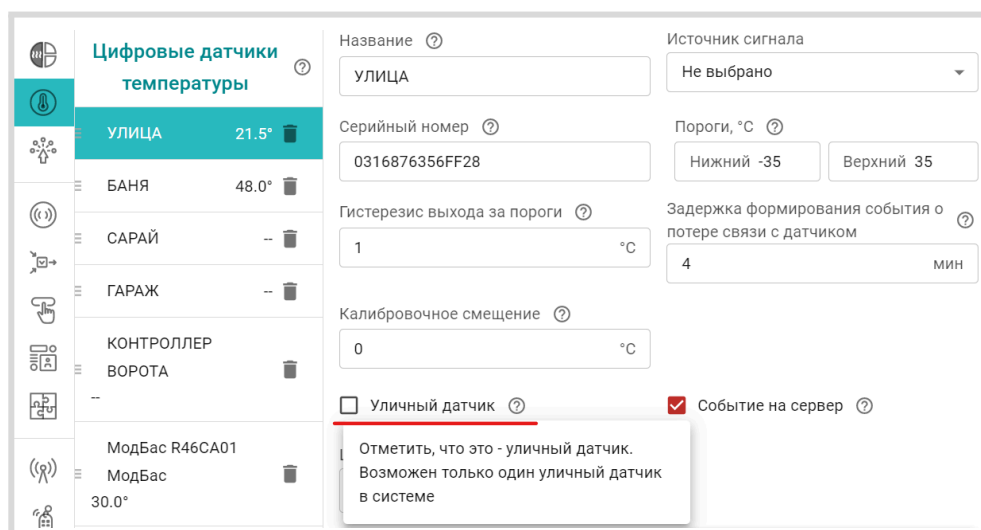 Цифровые датчики
температуры
УЛИЦА 21.5°
БАНЯ 48.0°
САРАЙ --
ГАРАЖ --
КОНТРОЛЛЕР
ВОРОТА
--
МодБас R46CA01
МодБас
30.0°
Название
УЛИЦА
Источник сигнала
Не выбрано
Серийный номер
0316876356FF28
Пороги, °C
Нижний -35
Верхний 35
Гистерезис выхода за пороги
1 °C
Задержка формирования события о
потере связи с датчиком
4 мин
Калибровочное смещение
0 °C
Уличный датчик
Событие на сервер
Отметить, что это - уличный датчик.
Возможен только один уличный датчик
в системе